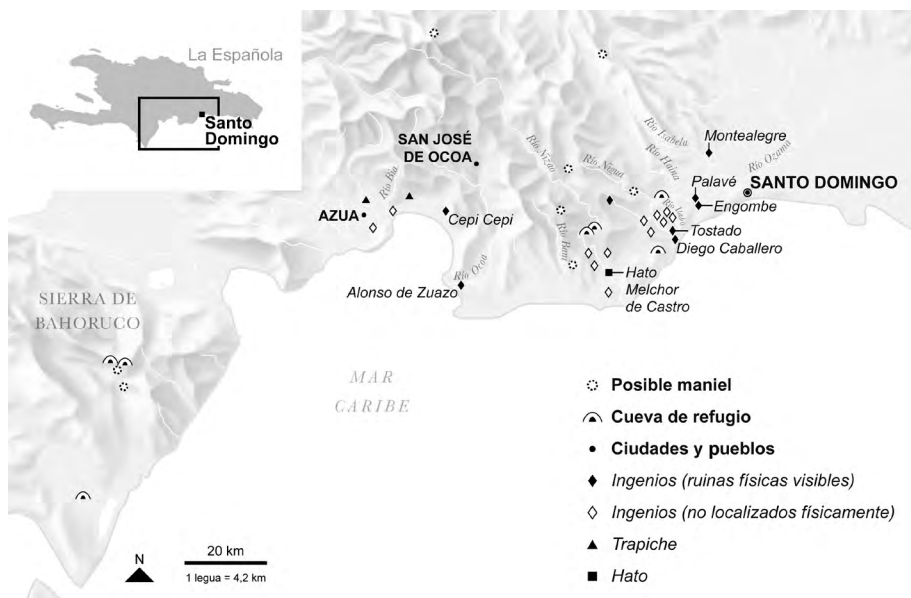 La Española
Santo
Domingo
SAN JOSÉ
DE OCOA
AZUA
Río Bia
Cepi Cepi
Alonso de Zuazo
Río Ocoa
Río Nizao
Río Nigua
Río Bani
Río Isabela
Río Haina
Montealegre
Río Ozama
Palavé
SANTO DOMINGO
Engombe
Tostado
Diego Caballero
Hato
Melchor
de Castro
SIERRA DE
BAHORUCO
MAR
CARIBE
Posible maniel
Cueva de refugio
Ciudades y pueblos
Ingenios (ruinas físicas visibles)
Ingenios (no localizados físicamente)
Trapiche
Hato
N
20 km
1 legua = 4,2 km